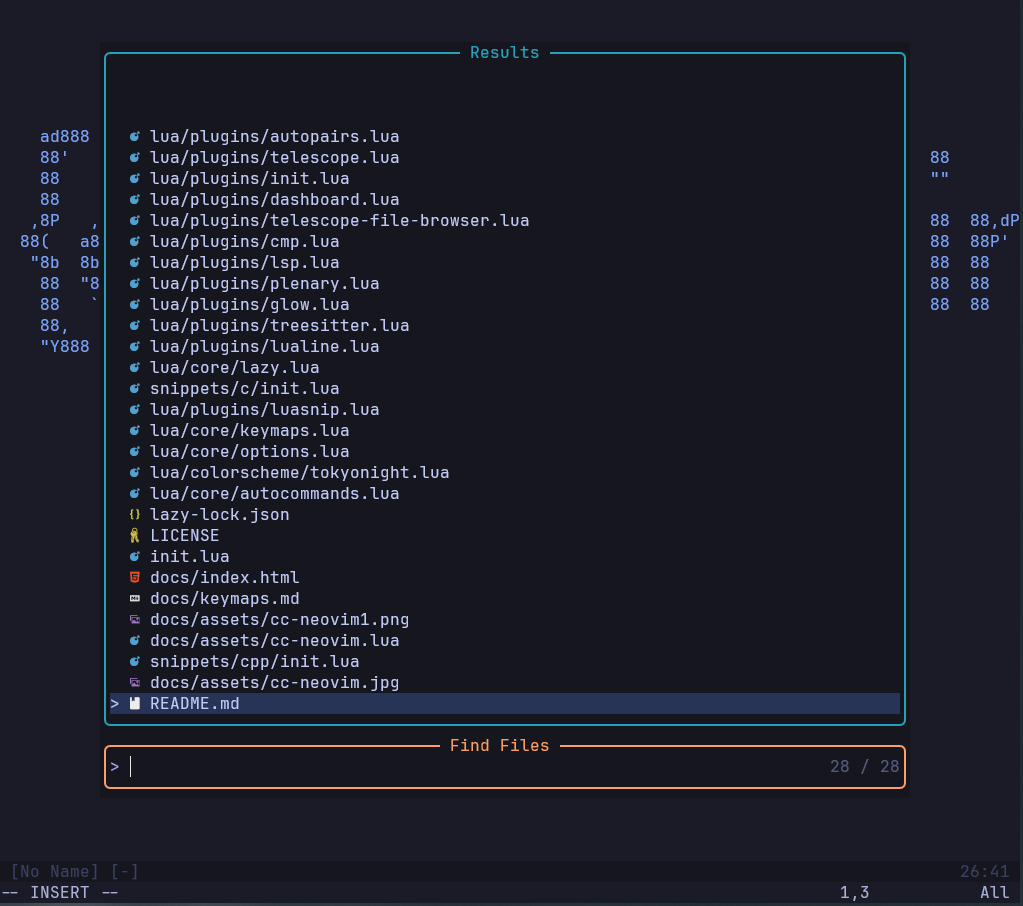 Results
ad888 lua/plugins/autopairs.lua
88' lua/plugins/telescope.lua 88
88 lua/plugins/init.lua ""
88 lua/plugins/dashboard.lua
,8P , lua/plugins/telescope-file-browser.lua 88 88,dP
88( a8 lua/plugins/cmp.lua 88 88P'
"8b 8b lua/plugins/lsp.lua 88 88
88 "8 lua/plugins/plenary.lua 88 88
88 ` lua/plugins/glow.lua 88 88
88, lua/plugins/treesitter.lua
"Y888 lua/plugins/lualine.lua
lua/core/lazy.lua
snippets/c/init.lua
lua/plugins/luasnip.lua
lua/core/keymaps.lua
lua/core/options.lua
lua/colorscheme/tokyonight.lua
lua/core/autocommands.lua
lazy-lock.json
LICENSE
init.lua
docs/index.html
docs/keymaps.md
docs/assets/cc-neovim1.png
docs/assets/cc-neovim.lua
snippets/cpp/init.lua
docs/assets/cc-neovim.jpg
> README.md
Find Files
> 28 / 28
[No Name] [-] 26:41
-- INSERT -- 1,3 All